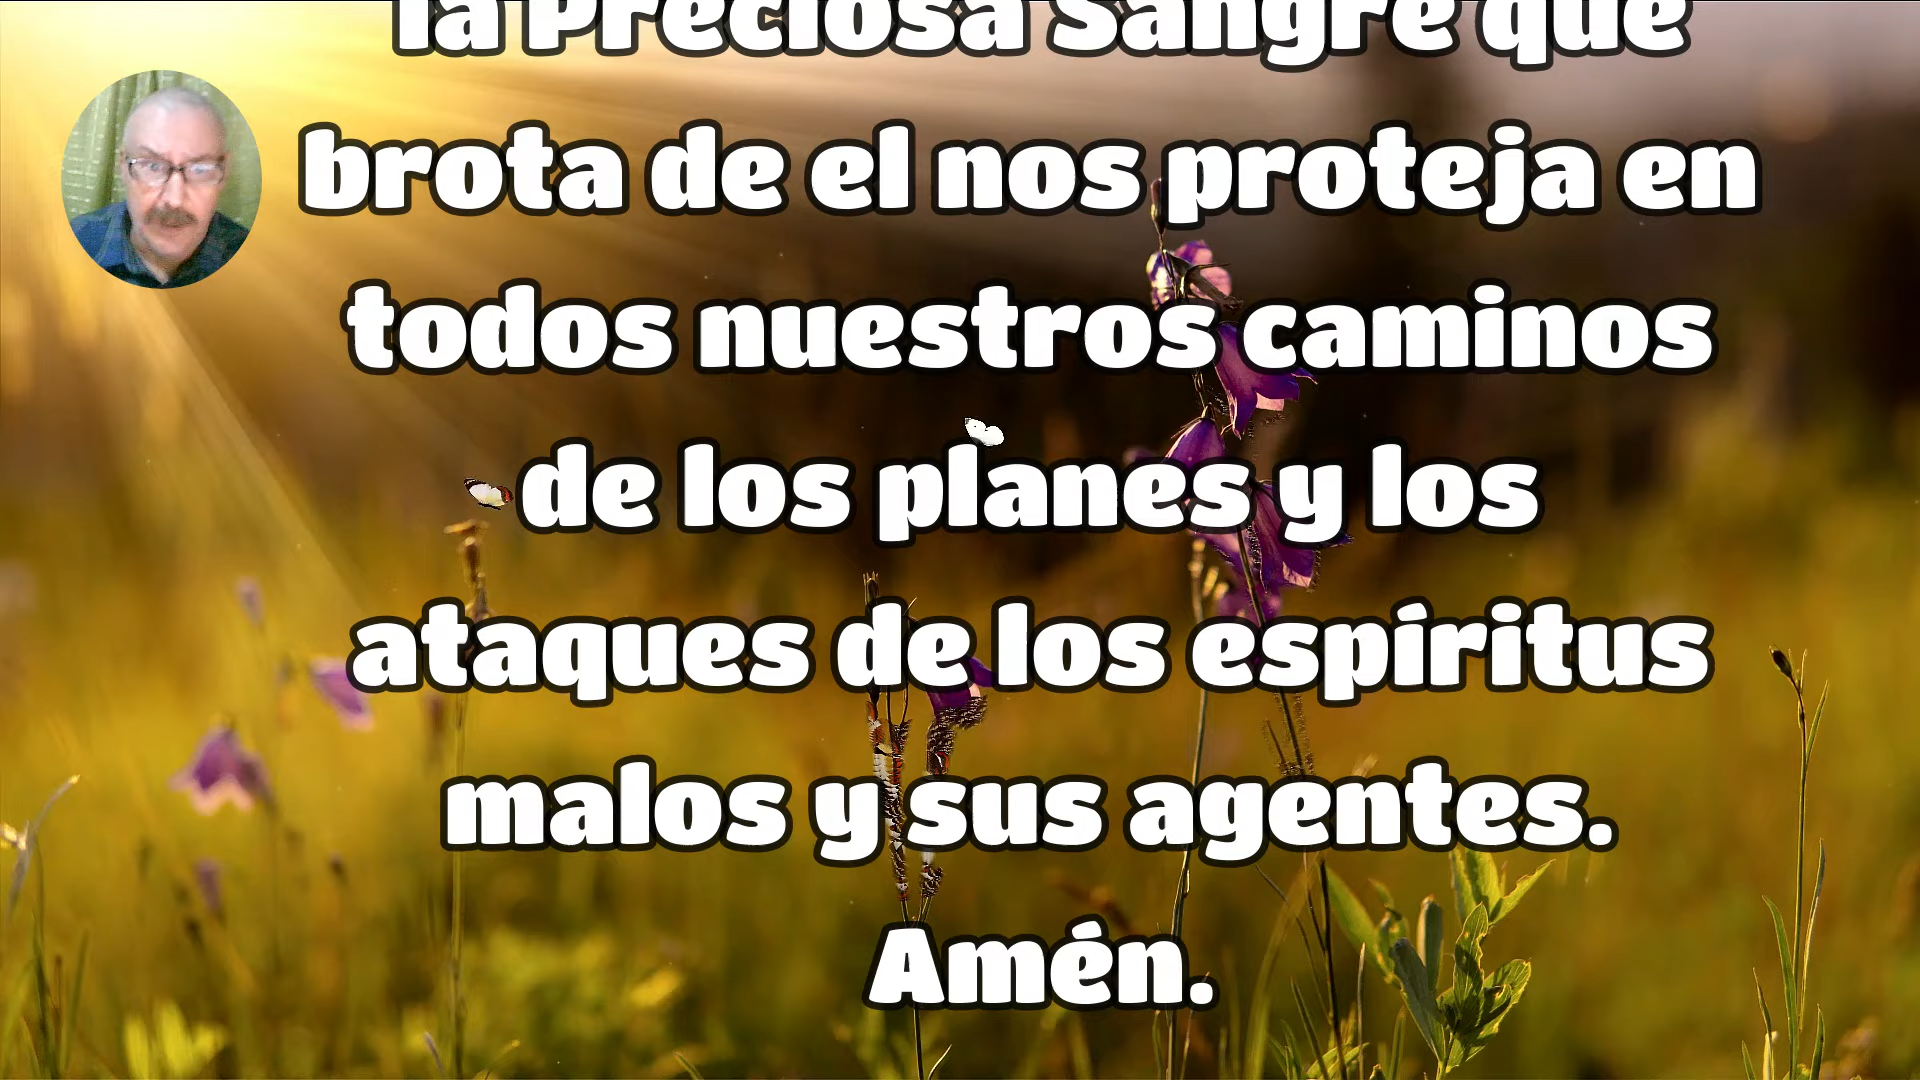 la Preciosa Sangre que
brota de el nos proteja en
todos nuestros caminos
de los planes y los
ataques de los espíritus
malos y sus agentes.
Amén.